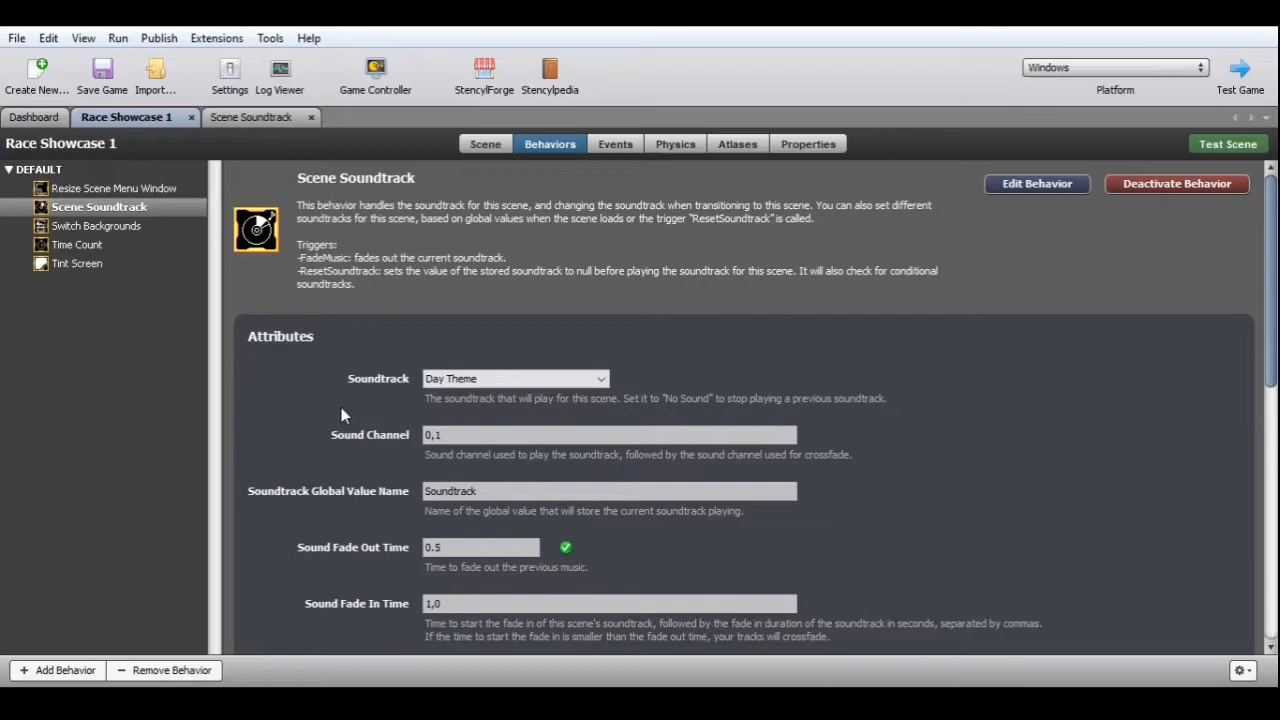 File Edit View Run Publish Extensions Tools Help
Create New... Save Game Import... Settings Log Viewer Game Controller StencylForge Stencylpedia Windows Platform Test Game
Dashboard Race Showcase 1 Scene Soundtrack
Race Showcase 1 Scene Behaviors Events Physics Atlases Properties Test Scene
DEFAULT
Resize Scene Menu Window
Scene Soundtrack
Switch Backgrounds
Time Count
Tint Screen
Scene Soundtrack
Edit Behavior Deactivate Behavior
This behavior handles the soundtrack for this scene, and changing the soundtrack when transitioning to this scene. You can also set different
soundtracks for this scene, based on global values when the scene loads or the trigger "ResetSoundtrack" is called.
Triggers:
-FadeMusic: fades out the current soundtrack.
-ResetSoundtrack: sets the value of the stored soundtrack to null before playing the soundtrack for this scene. It will also check for conditional
soundtracks.
Attributes
Soundtrack Day Theme
The soundtrack that will play for this scene. Set it to "No Sound" to stop playing a previous soundtrack.
Sound Channel 0,1
Sound channel used to play the soundtrack, followed by the sound channel used for crossfade.
Soundtrack Global Value Name Soundtrack
Name of the global value that will store the current soundtrack playing.
Sound Fade Out Time 0.5
Time to fade out the previous music.
Sound Fade In Time 1,0
Time to start the fade in of this scene's soundtrack, followed by the fade in duration of the soundtrack in seconds, separated by commas.
If the time to start the fade in is smaller than the fade out time, your tracks will crossfade.
+ Add Behavior − Remove Behavior